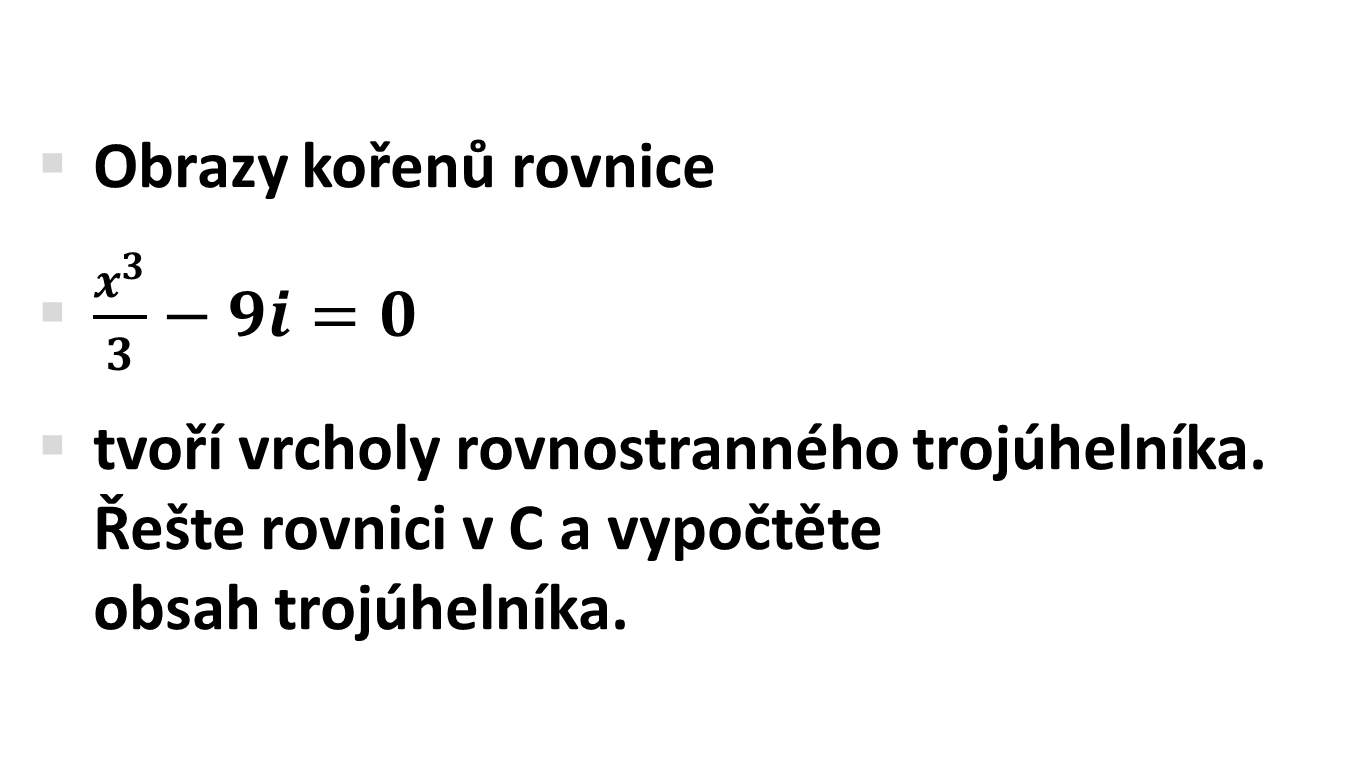 Obrazy kořenů rovnice
x³/3 − 9i = 0
tvoří vrcholy rovnostranného trojúhelníka.
Řešte rovnici v C a vypočtěte
obsah trojúhelníka.